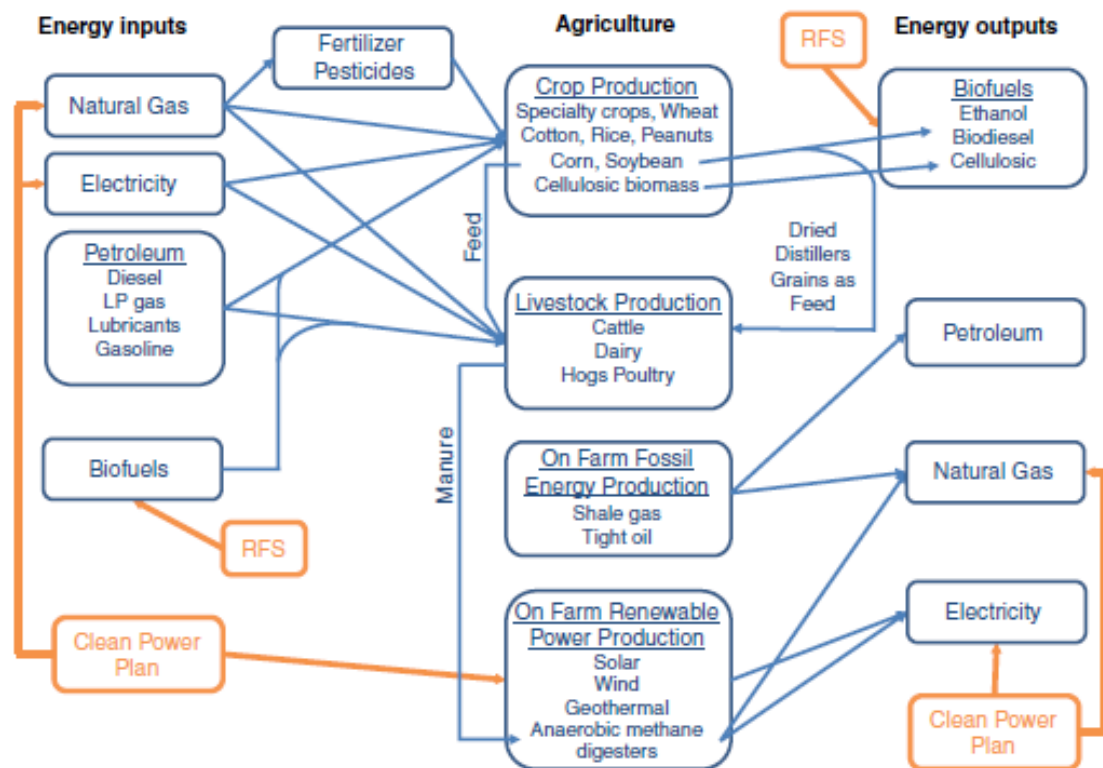 Energy inputs
Agriculture
Energy outputs
Fertilizer
Pesticides
RFS
Natural Gas
Crop Production
Specialty crops, Wheat
Cotton, Rice, Peanuts
Corn, Soybean
Cellulosic biomass
Biofuels
Ethanol
Biodiesel
Cellulosic
Electricity
Petroleum
Diesel
LP gas
Lubricants
Gasoline
Feed
Dried
Distillers
Grains as
Feed
Livestock Production
Cattle
Dairy
Hogs Poultry
Petroleum
Biofuels
Manure
On Farm Fossil
Energy Production
Shale gas
Tight oil
Natural Gas
RFS
Clean Power
Plan
On Farm Renewable
Power Production
Solar
Wind
Geothermal
Anaerobic methane
digesters
Electricity
Clean Power
Plan